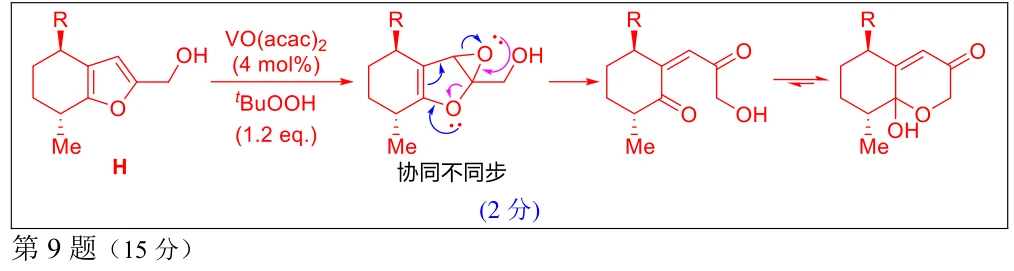 R
OH
O
Me
H
VO(acac)₂
(4 mol%)
ᵗBuOOH
(1.2 eq.)
R
O
OH
O
Me
协同不同步
R
O
OH
O
Me
R
O
O
OH
Me
(2 分)
第 9 题（15 分）